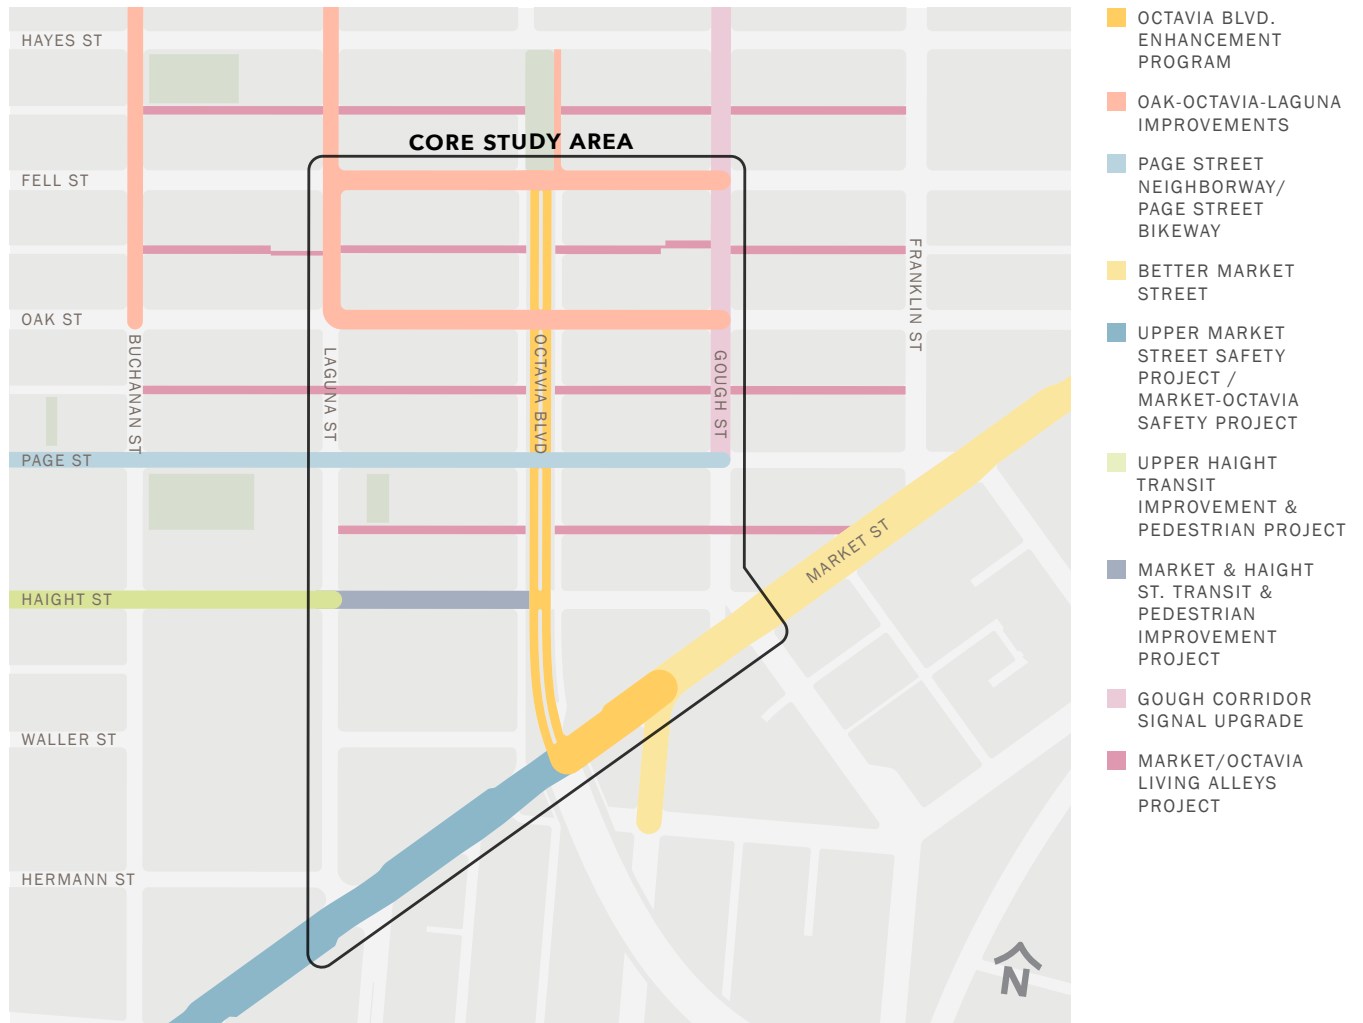 HAYES ST
CORE STUDY AREA
FELL ST
FRANKLIN ST
OAK ST
BUCHANAN ST
LAGUNA ST
OCTAVIA BLVD
GOUGH ST
PAGE ST
MARKET ST
HAIGHT ST
WALLER ST
HERMANN ST
N
OCTAVIA BLVD.
ENHANCEMENT
PROGRAM
OAK-OCTAVIA-LAGUNA
IMPROVEMENTS
PAGE STREET
NEIGHBORWAY/
PAGE STREET
BIKEWAY
BETTER MARKET
STREET
UPPER MARKET
STREET SAFETY
PROJECT /
MARKET-OCTAVIA
SAFETY PROJECT
UPPER HAIGHT
TRANSIT
IMPROVEMENT &
PEDESTRIAN PROJECT
MARKET & HAIGHT
ST. TRANSIT &
PEDESTRIAN
IMPROVEMENT
PROJECT
GOUGH CORRIDOR
SIGNAL UPGRADE
MARKET/OCTAVIA
LIVING ALLEYS
PROJECT